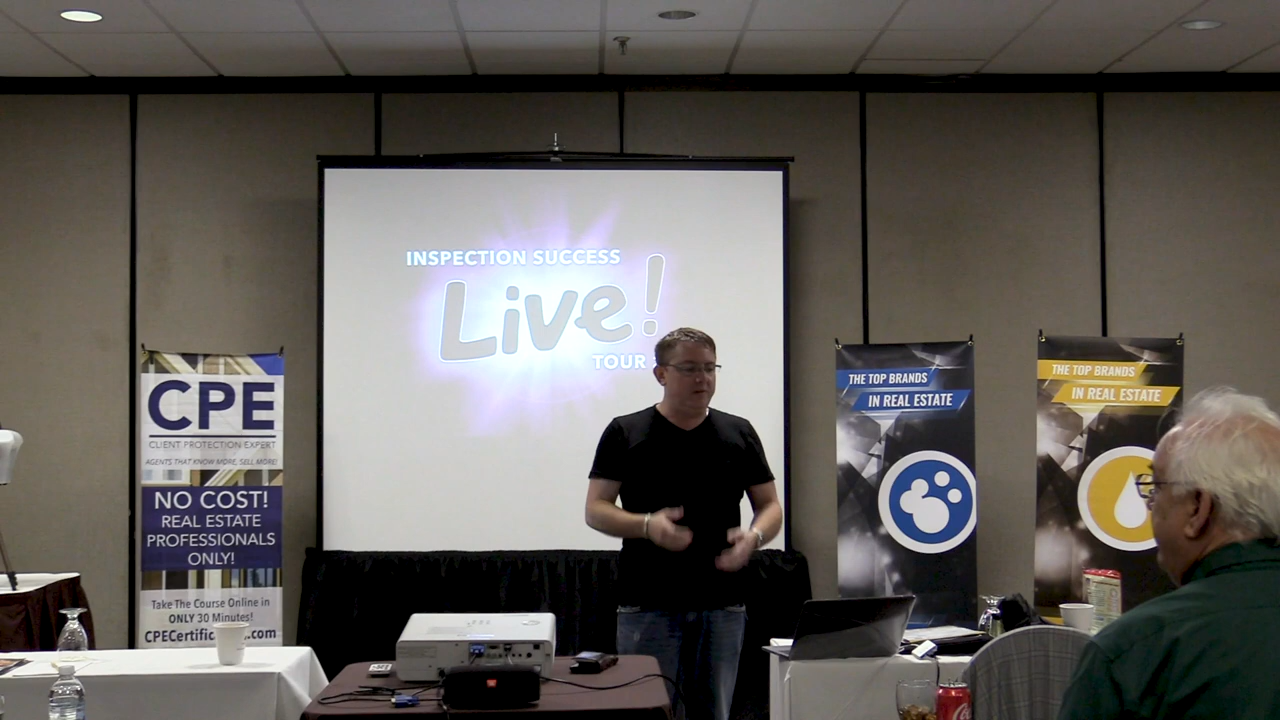 INSPECTION SUCCESS
Live!
TOUR
CPE
CLIENT PROTECTION EXPERT
AGENTS THAT KNOW MORE, SELL MORE!
NO COST!
REAL ESTATE
PROFESSIONALS
ONLY!
Take The Course Online in
ONLY 30 Minutes!
THE TOP BRANDS
IN REAL ESTATE
THE TOP BRANDS
IN REAL ESTATE